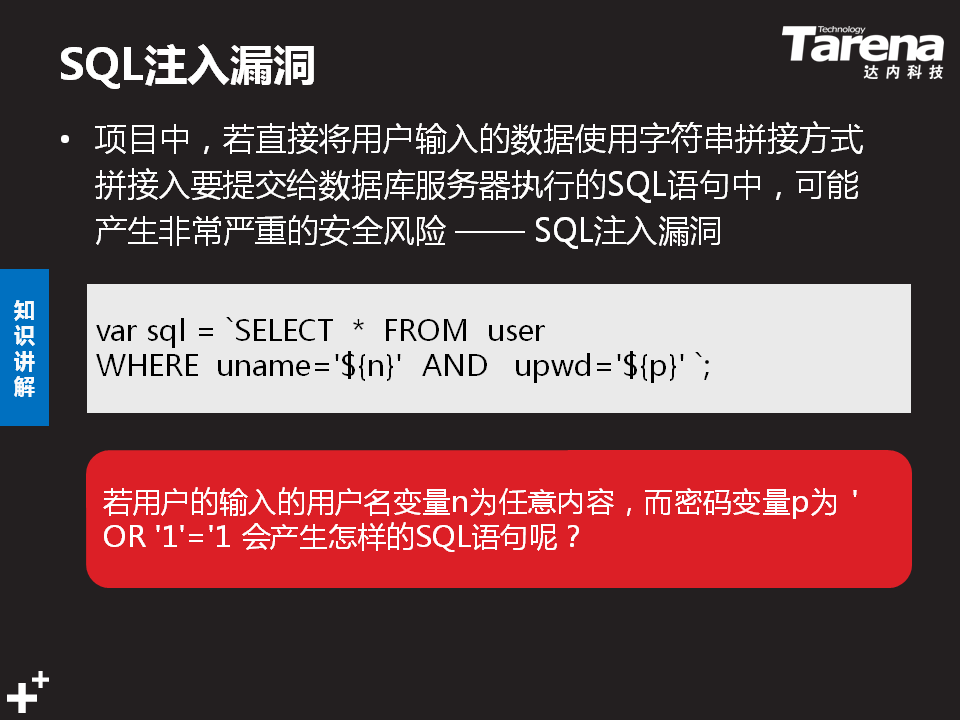 SQL注入漏洞
Technology
Tarena
达内科技
• 项目中，若直接将用户输入的数据使用字符串拼接方式
拼接入要提交给数据库服务器执行的SQL语句中，可能
产生非常严重的安全风险 —— SQL注入漏洞
知识讲解
var sql = `SELECT * FROM user
WHERE uname='${n}' AND upwd='${p}' `;
若用户的输入的用户名变量n为任意内容，而密码变量p为 '
OR '1'='1 会产生怎样的SQL语句呢？